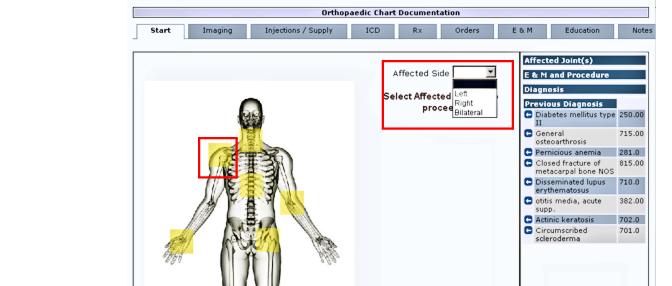 Orthopaedic Chart Documentation
Start Imaging Injections / Supply ICD Rx Orders E & M Education Notes
Affected Side
Left
Right
Bilateral
Select Affected
procee
Affected Joint(s)
E & M and Procedure
Diagnosis
Previous Diagnosis
Diabetes mellitus type 250.00
II
General 715.00
osteoarthrosis
Pernicious anemia 281.0
Closed fracture of 815.00
metacarpal bone NOS
Disseminated lupus 710.0
erythematosus
otitis media, acute 382.00
supp.
Actinic keratosis 702.0
Circumscribed 701.0
scleroderma